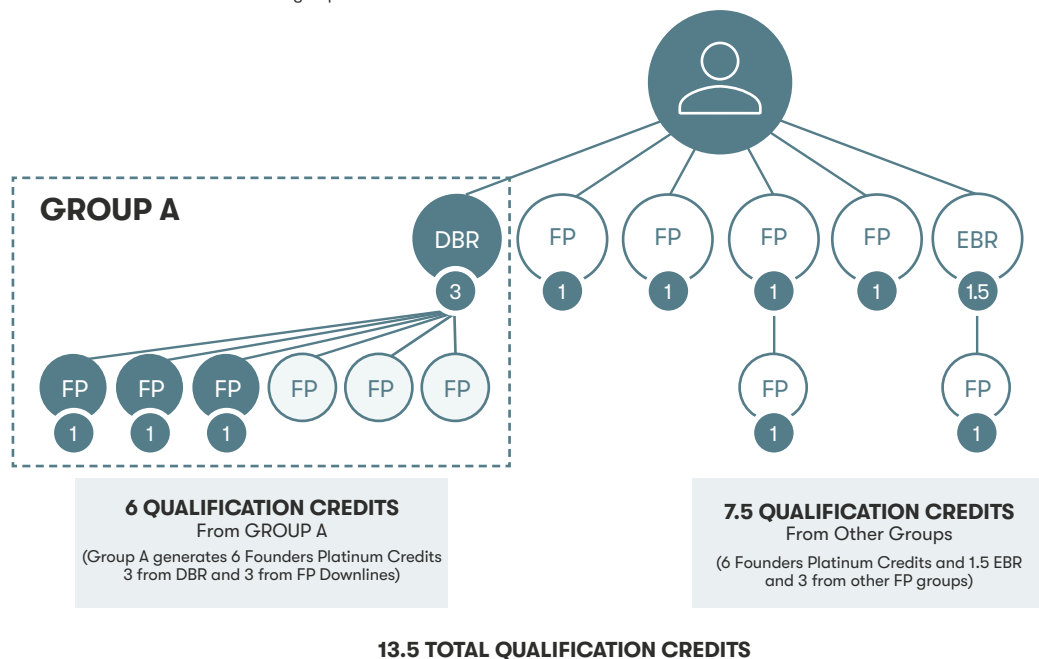 GROUP A
DBR
FP
FP
FP
FP
EBR
3
1
1
1
1
1.5
FP
FP
FP
FP
FP
FP
FP
FP
1
1
1
1
1
6 QUALIFICATION CREDITS
From GROUP A
(Group A generates 6 Founders Platinum Credits
3 from DBR and 3 from FP Downlines)
7.5 QUALIFICATION CREDITS
From Other Groups
(6 Founders Platinum Credits and 1.5 EBR
and 3 from other FP groups)
13.5 TOTAL QUALIFICATION CREDITS